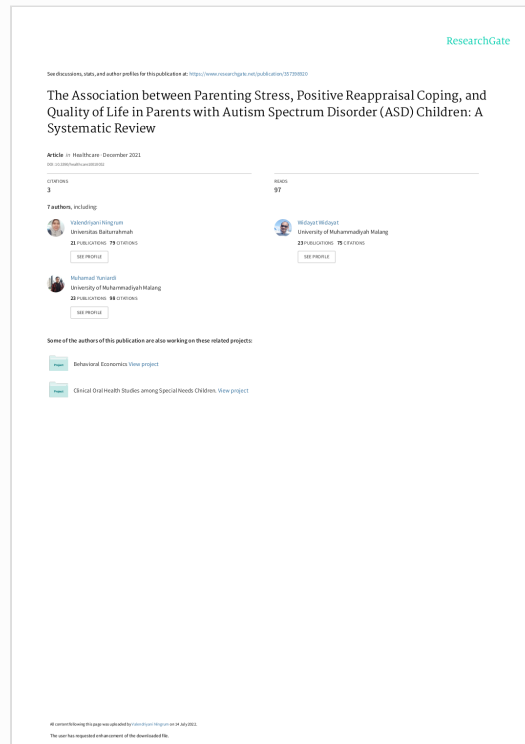 ResearchGate
See discussions, stats, and author profiles for this publication at: https://www.researchgate.net/publication/357356920
The Association between Parenting Stress, Positive Reappraisal Coping, and
Quality of Life in Parents with Autism Spectrum Disorder (ASD) Children: A
Systematic Review
Article in Healthcare · December 2021
CITATIONS
3
READS
97
7 authors, including:
Valendriyani Ningrum
Universitas Baiturrahmah
21 PUBLICATIONS 79 CITATIONS
SEE PROFILE
Widayat Widayat
University of Muhammadiyah Malang
23 PUBLICATIONS 75 CITATIONS
SEE PROFILE
Muhamad Yuniardi
University of Muhammadiyah Malang
23 PUBLICATIONS 98 CITATIONS
SEE PROFILE
Some of the authors of this publication are also working on these related projects:
Project
Behavioral Economics View project
Project
Clinical Oral Health Studies among Special Needs Children. View project
All content following this page was uploaded by Valendriyani Ningrum on 14 July 2022.
The user has requested enhancement of the downloaded file.